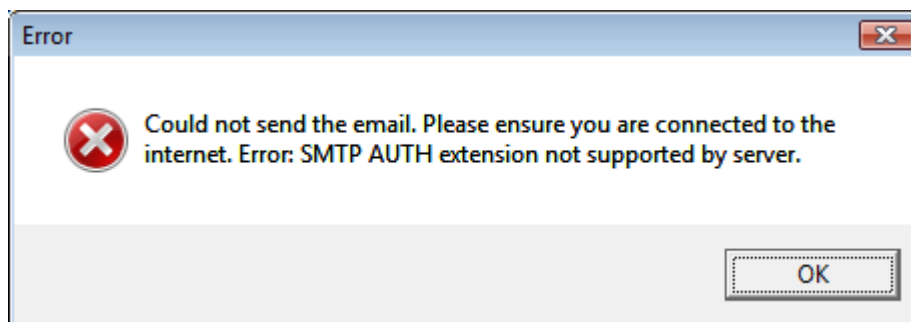 Error
Could not send the email. Please ensure you are connected to the
internet. Error: SMTP AUTH extension not supported by server.
OK